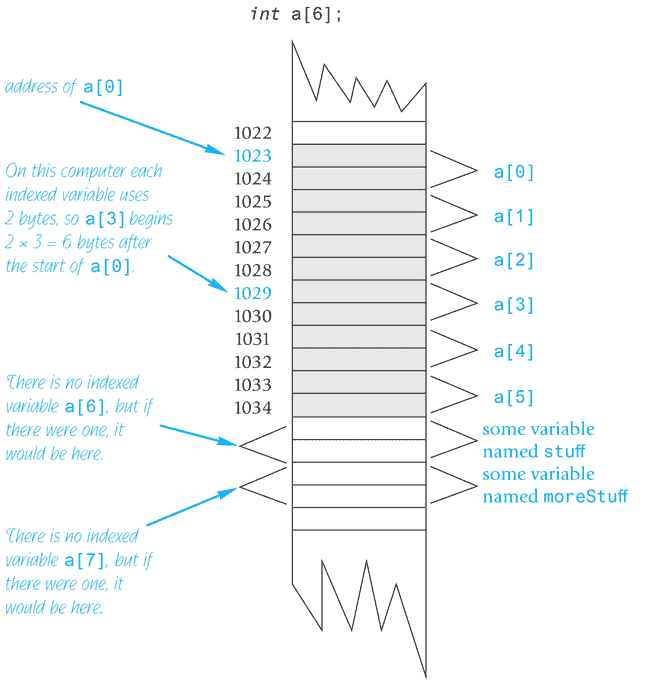 int a[6];
address of a[0]
1022
1023
1024
1025
1026
1027
1028
1029
1030
1031
1032
1033
1034
On this computer each
indexed variable uses
2 bytes, so a[3] begins
2 × 3 = 6 bytes after
the start of a[0].
There is no indexed
variable a[6], but if
there were one, it
would be here.
There is no indexed
variable a[7], but if
there were one, it
would be here.
a[0]
a[1]
a[2]
a[3]
a[4]
a[5]
some variable
named stuff
some variable
named moreStuff